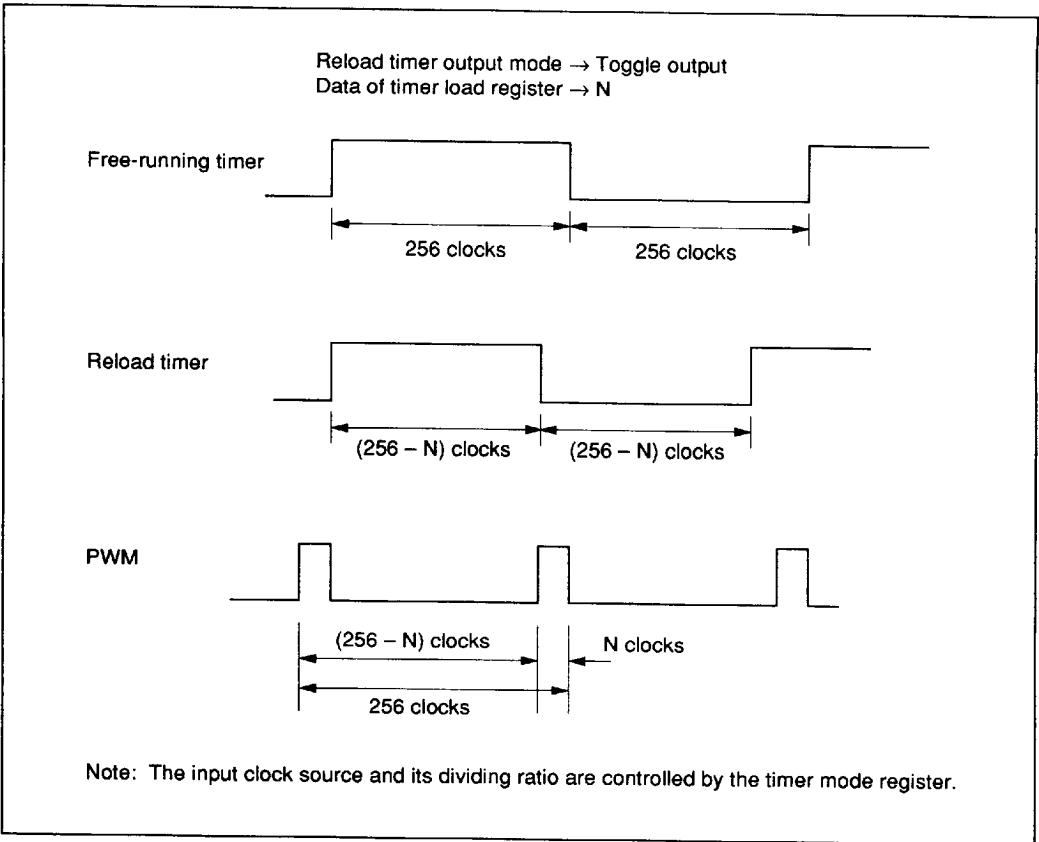 Reload timer output mode → Toggle output
Data of timer load register → N
Free-running timer
256 clocks
256 clocks
Reload timer
(256 – N) clocks
(256 – N) clocks
PWM
(256 – N) clocks
N clocks
256 clocks
Note: The input clock source and its dividing ratio are controlled by the timer mode register.